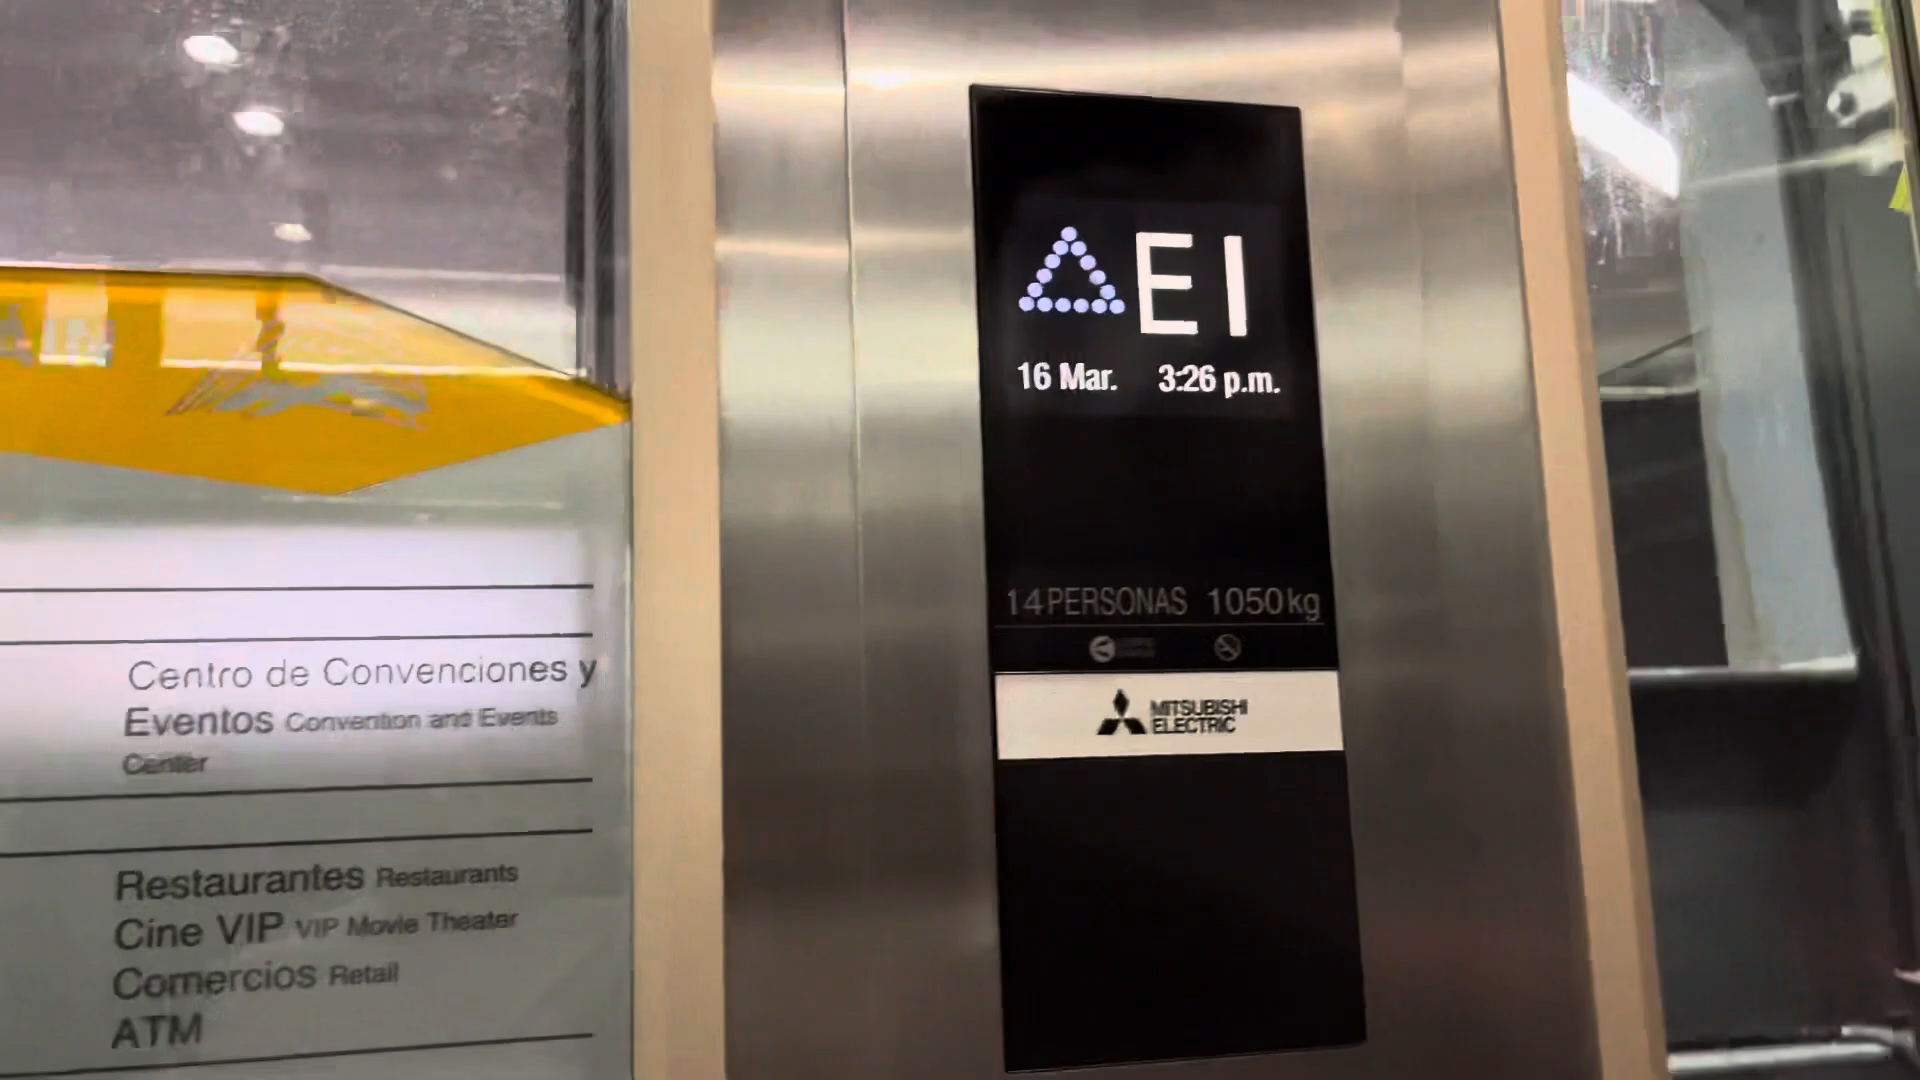 Centro de Convenciones y
Eventos Convention and Events
Center
Restaurantes Restaurants
Cine VIP VIP Movie Theater
Comercios Retail
ATM
E1
16 Mar. 3:26 p.m.
14 PERSONAS 1050 kg
MITSUBISHI
ELECTRIC